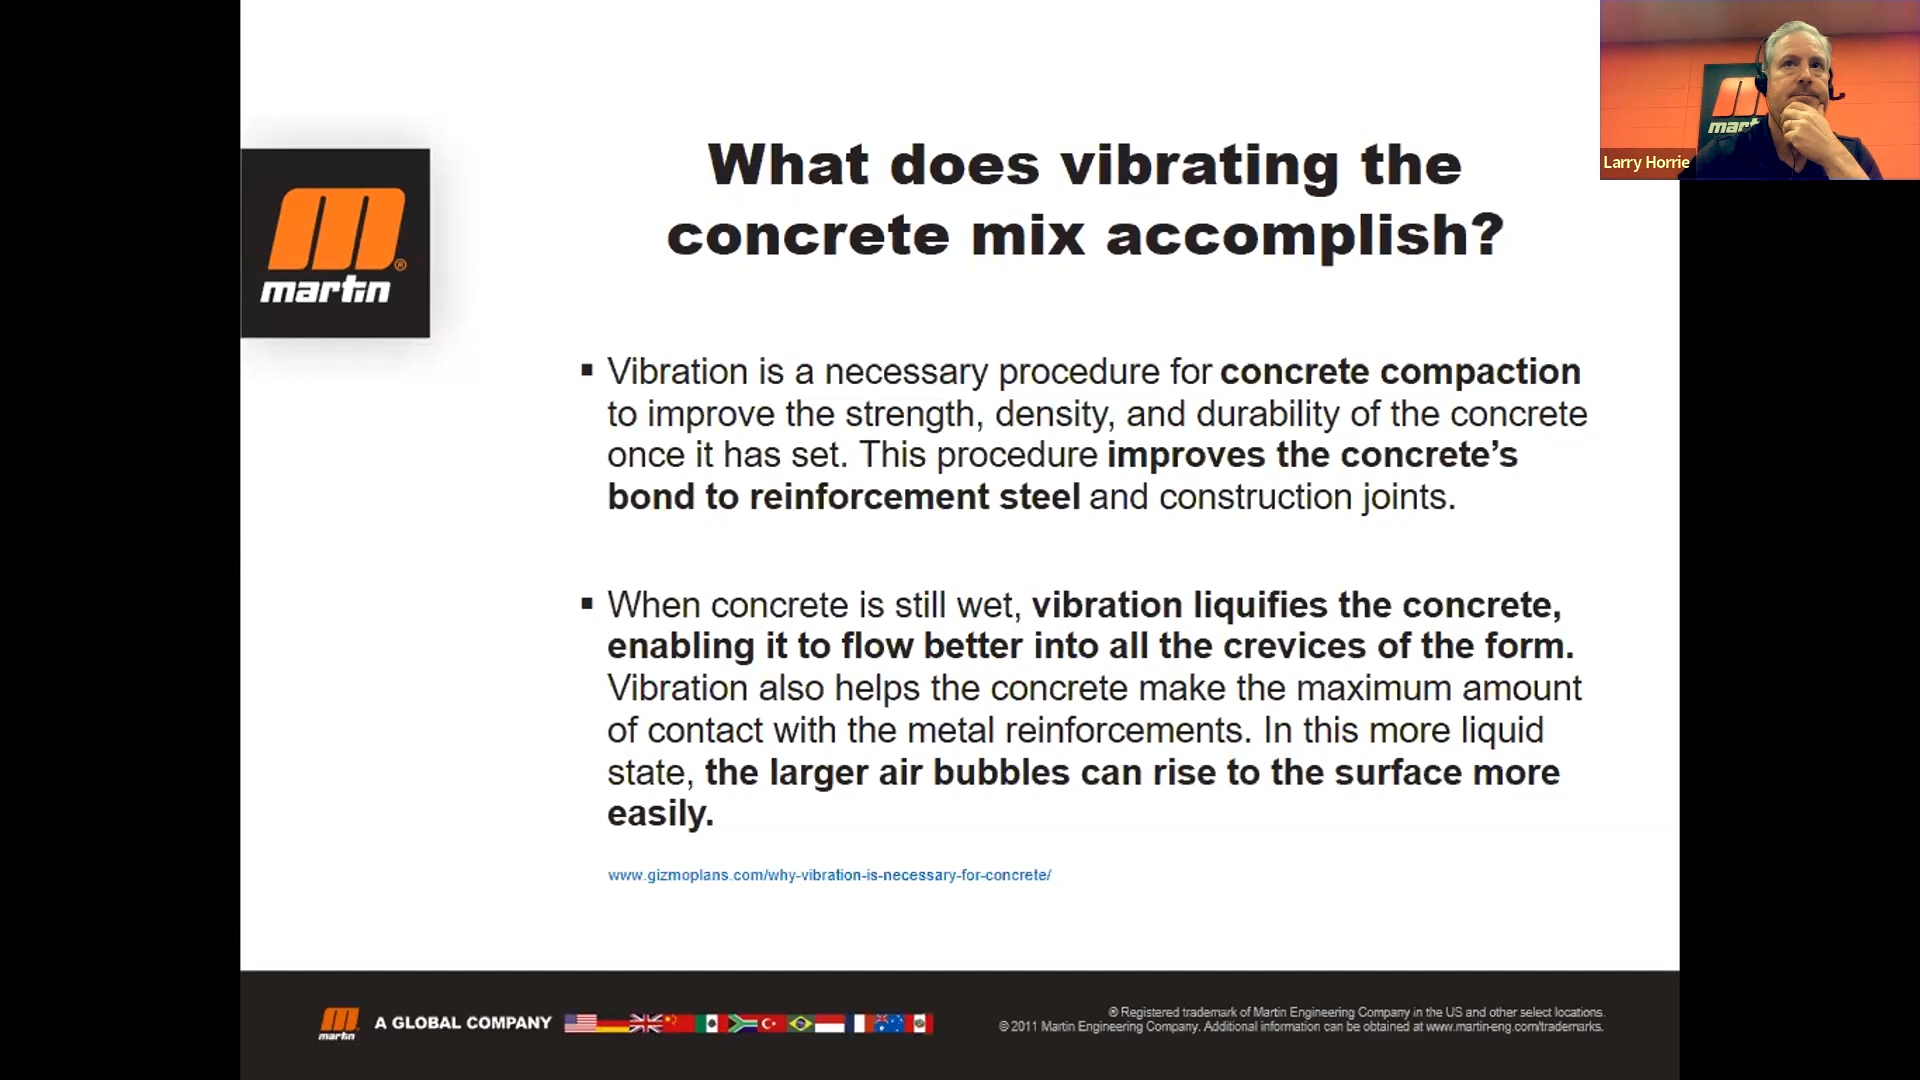 What does vibrating the
concrete mix accomplish?
martin
®
Larry Horrie
mart
▪ Vibration is a necessary procedure for concrete compaction
to improve the strength, density, and durability of the concrete
once it has set. This procedure improves the concrete’s
bond to reinforcement steel and construction joints.
▪ When concrete is still wet, vibration liquifies the concrete,
enabling it to flow better into all the crevices of the form.
Vibration also helps the concrete make the maximum amount
of contact with the metal reinforcements. In this more liquid
state, the larger air bubbles can rise to the surface more
easily.
www.gizmoplans.com/why-vibration-is-necessary-for-concrete/
martin
A GLOBAL COMPANY
® Registered trademark of Martin Engineering Company in the US and other select locations.
© 2011 Martin Engineering Company. Additional information can be obtained at www.martin-eng.com/trademarks.